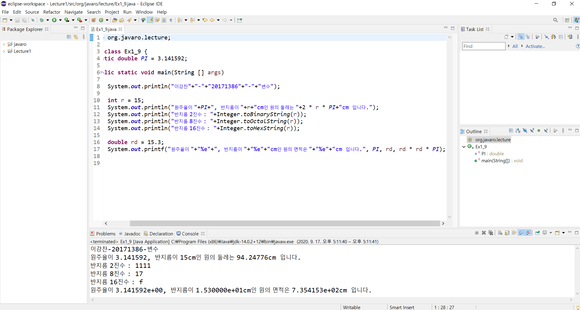 eclipse-workspace - Lecture1/src/org/javaro/lecture/Ex1_9.java - Eclipse IDE
File Edit Source Refactor Navigate Search Project Run Window Help
Package Explorer
javaro
Lecture1
Ex1_9.java
1 org.javaro.lecture;
2
3 class Ex1_9 {
4 tic double PI = 3.141592;
5
6 lic static void main(String [] args)
7
8 System.out.println("이강찬"+"-"+"20171386"+"-"+"변수");
9
10 int r = 15;
11 System.out.println("원주율이 "+PI+", 반지름이 "+r+"cm인 원의 둘레는 "+2 * r * PI+"cm 입니다.");
12 System.out.println("반지름 2진수 : "+Integer.toBinaryString(r));
13 System.out.println("반지름 8진수 : "+Integer.toOctalString(r));
14 System.out.println("반지름 16진수 : "+Integer.toHexString(r));
15
16 double rd = 15.3;
17 System.out.printf("원주율이 "+"%e"+", 반지름이 "+"%e"+"cm인 원의 면적은 "+"%e"+"cm 입니다.", PI, rd, rd * rd * PI);
18
19
Task List
Find
All
Activate...
Outline
org.javaro.lecture
Ex1_9
PI : double
main(String[]) : void
Problems Javadoc Declaration Console
<terminated> Ex1_9 [Java Application] C:\Program Files (x86)\Java\jdk-14.0.2+12\bin\javaw.exe (2020. 9. 17. 오후 5:11:40 – 오후 5:11:41)
이강찬-20171386-변수
원주율이 3.141592, 반지름이 15cm인 원의 둘레는 94.24776cm 입니다.
반지름 2진수 : 1111
반지름 8진수 : 17
반지름 16진수 : f
원주율이 3.141592e+00, 반지름이 1.530000e+01cm인 원의 면적은 7.354153e+02cm 입니다.
Writable
Smart Insert
1 : 28 : 27